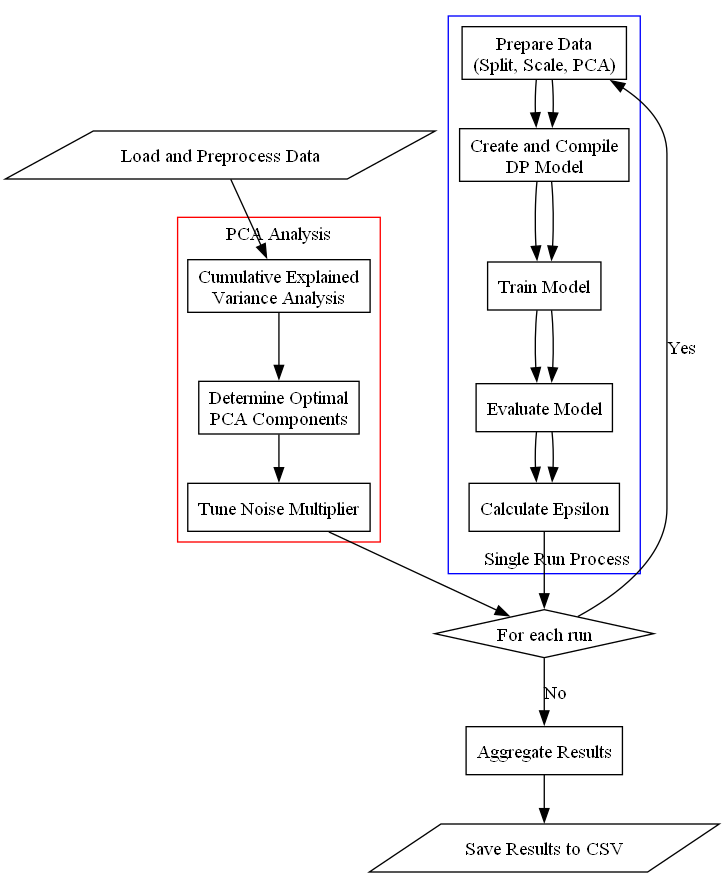 Load and Preprocess Data
PCA Analysis
Cumulative Explained
Variance Analysis
Determine Optimal
PCA Components
Tune Noise Multiplier
Prepare Data
(Split, Scale, PCA)
Create and Compile
DP Model
Train Model
Evaluate Model
Calculate Epsilon
Single Run Process
Yes
For each run
No
Aggregate Results
Save Results to CSV